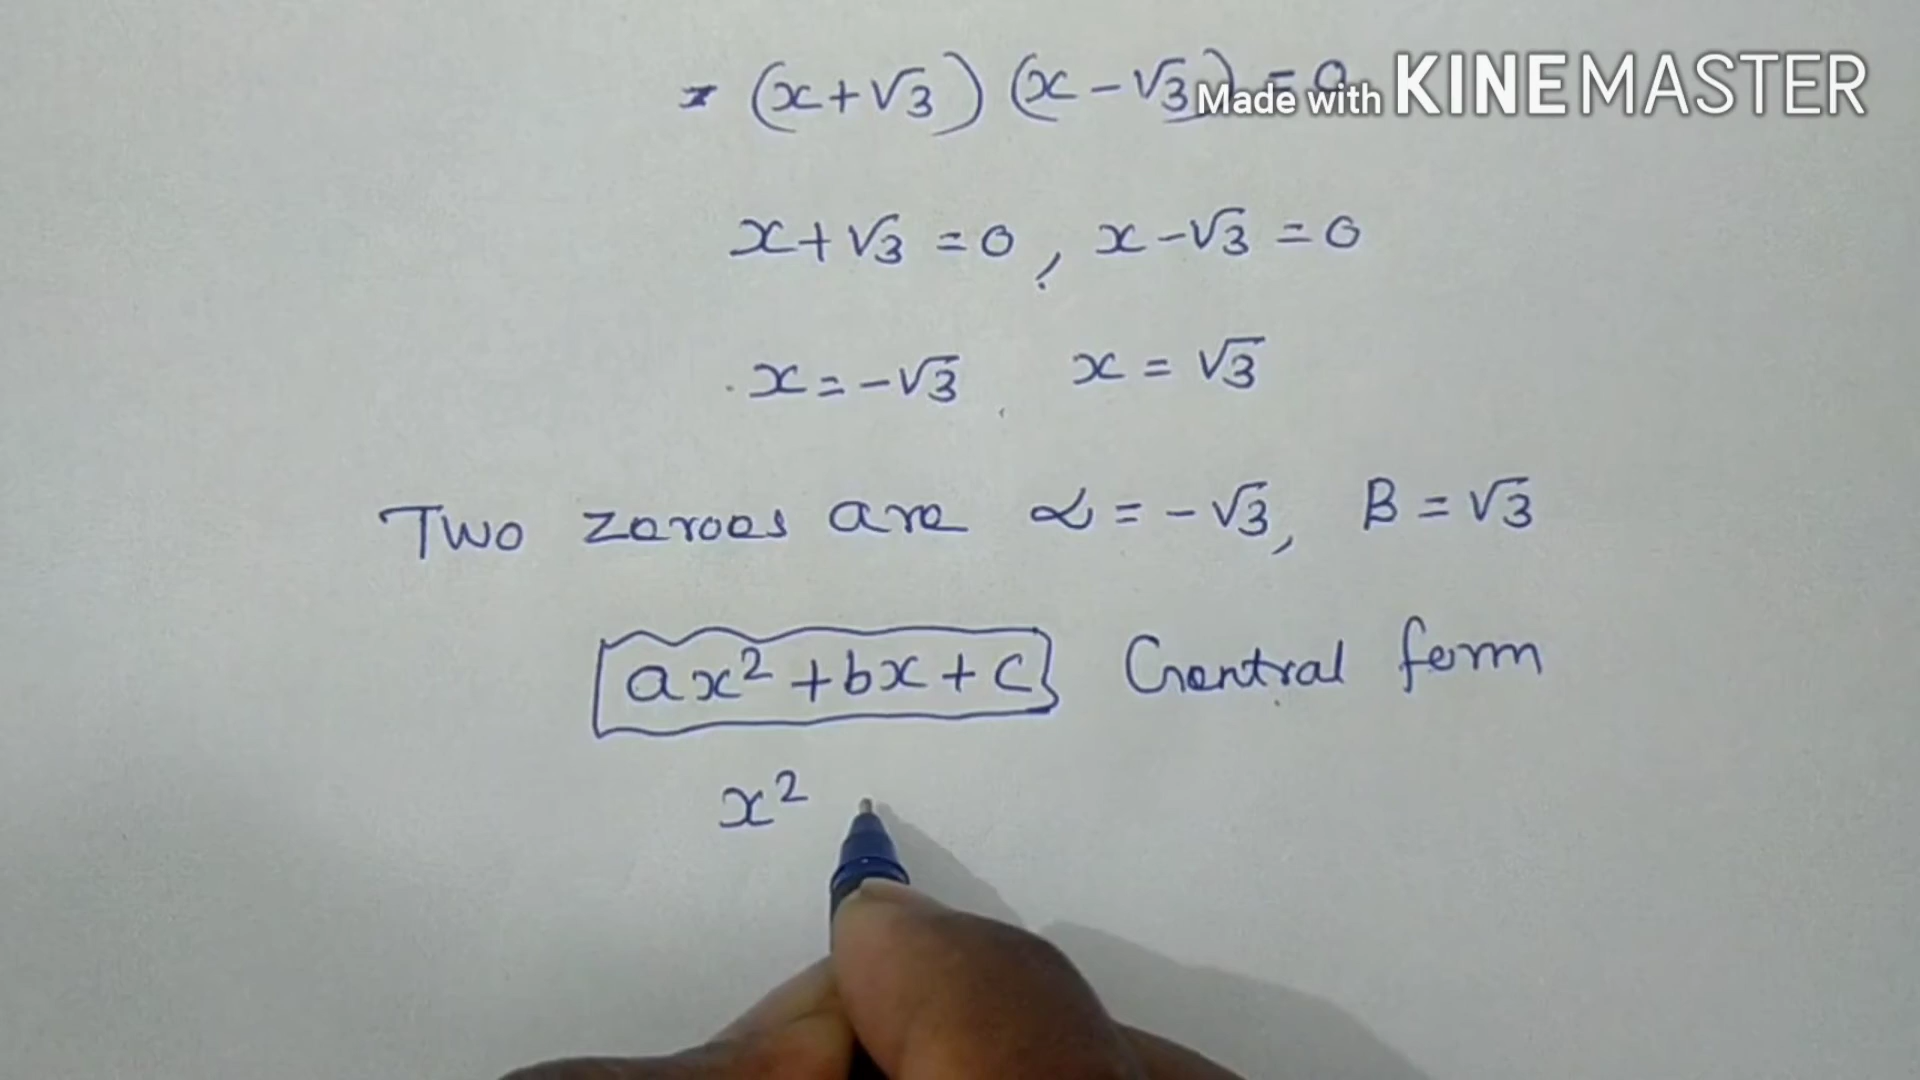 = (x+√3) (x-√3) = 0
Made with KINEMASTER
x+√3 =0, x-√3 =0
x=-√3 x = √3
Two zeroes are α = -√3, B = √3
ax² +bx+c Gentral form
x²